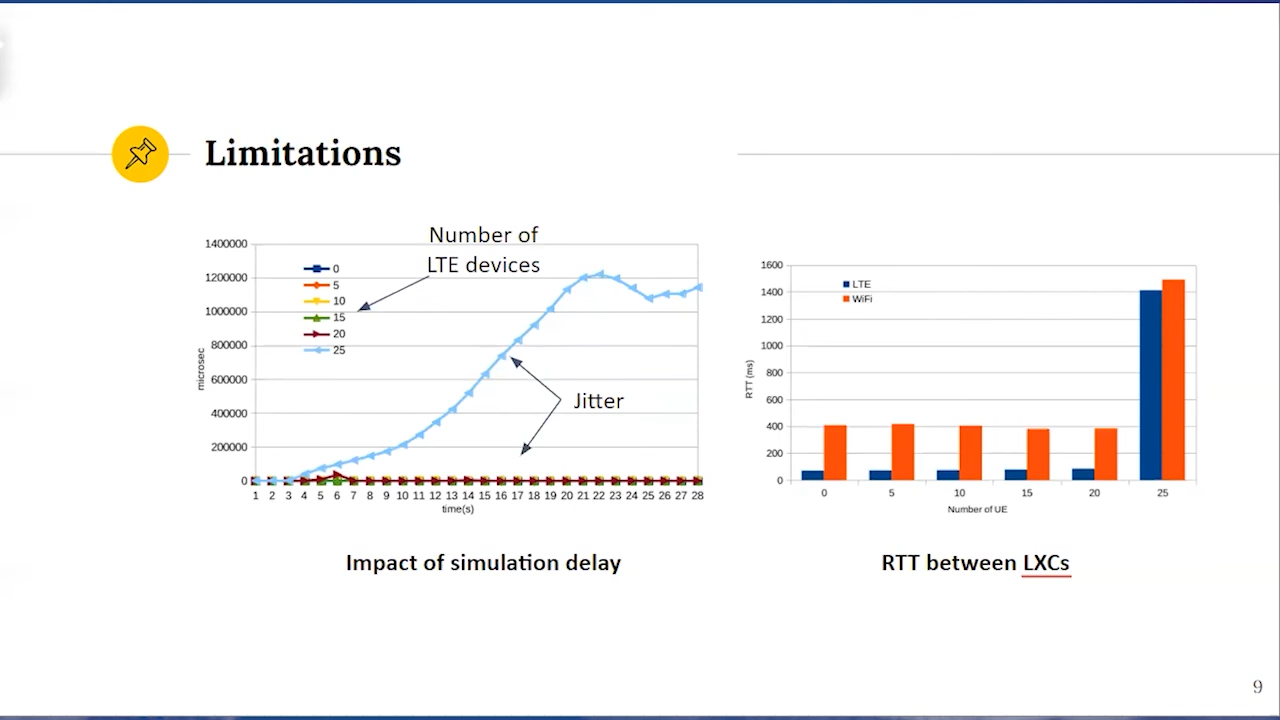 Limitations
Number of
LTE devices
1400000
1200000
1000000
800000
600000
400000
200000
0
microsec
0
5
10
15
20
25
Jitter
1 2 3 4 5 6 7 8 9 10 11 12 13 14 15 16 17 18 19 20 21 22 23 24 25 26 27 28
time(s)
Impact of simulation delay
1600
1400
1200
1000
800
600
400
200
0
RTT (ms)
LTE
WiFi
0 5 10 15 20 25
Number of UE
RTT between LXCs
9